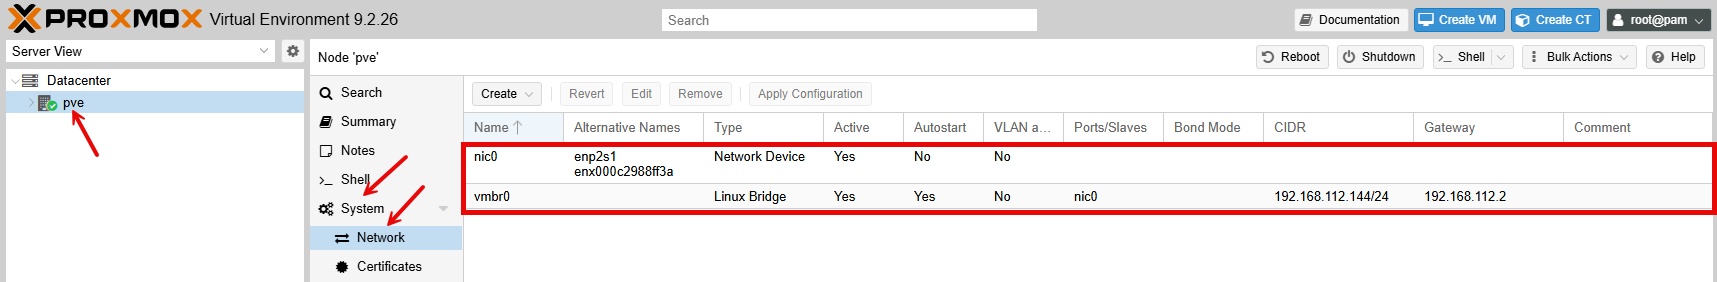 PROXMOX Virtual Environment 9.2.26 Search Documentation Create VM Create CT root@pam
Server View
Datacenter
pve
Node 'pve' Reboot Shutdown >_ Shell Bulk Actions Help
Search
Summary
Notes
>_ Shell
System
Network
Certificates
Create Revert Edit Remove Apply Configuration
Name ↑ Alternative Names Type Active Autostart VLAN a... Ports/Slaves Bond Mode CIDR Gateway Comment
nic0 enp2s1 Network Device Yes No No
enx000c2988ff3a
vmbr0 Linux Bridge Yes Yes No nic0 192.168.112.144/24 192.168.112.2